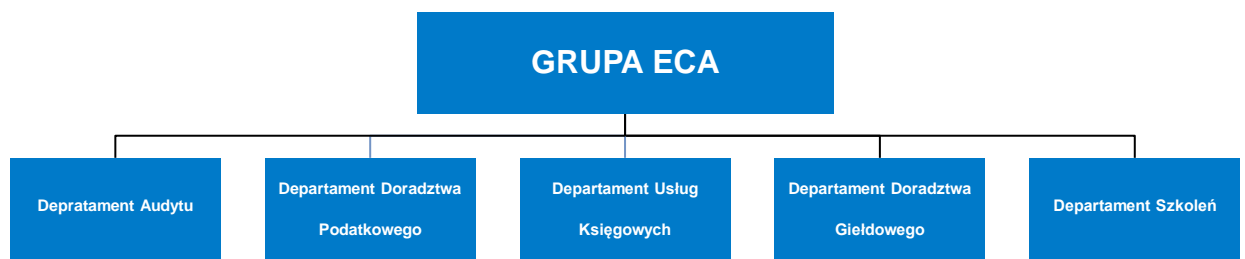 GRUPA ECA
Depratament Audytu
Departament Doradztwa
Podatkowego
Departament Usług
Księgowych
Departament Doradztwa
Giełdowego
Departament Szkoleń